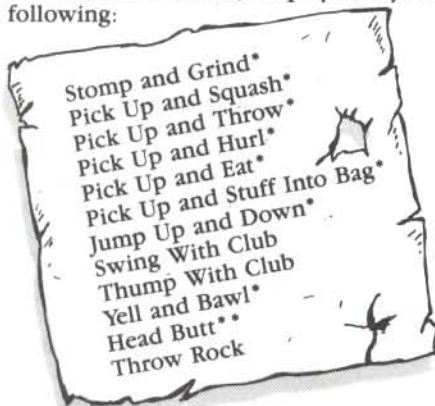 following:
Stomp and Grind*
Pick Up and Squash*
Pick Up and Throw*
Pick Up and Hurl*
Pick Up and Eat*
Pick Up and Stuff Into Bag*
Jump Up and Down*
Swing With Club
Thump With Club
Yell and Bawl*
Head Butt**
Throw Rock